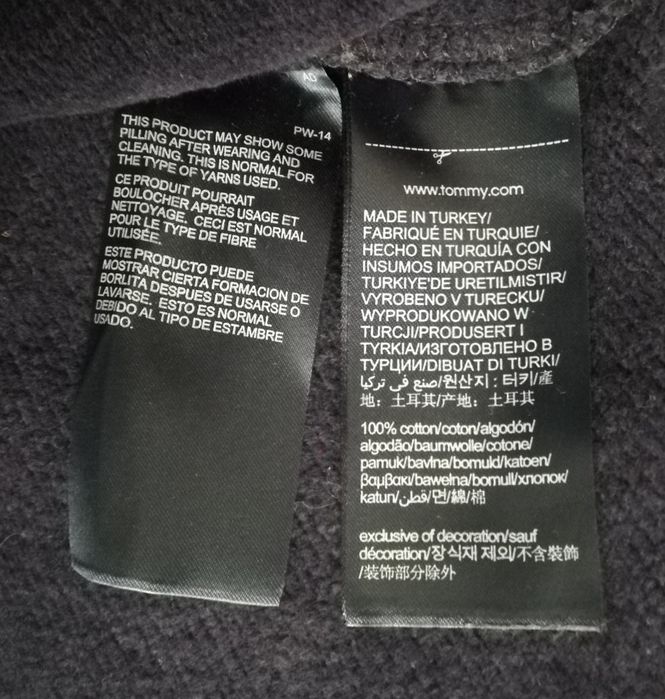 AD
PW-14
THIS PRODUCT MAY SHOW SOME
PILLING AFTER WEARING AND
CLEANING. THIS IS NORMAL FOR
THE TYPE OF YARNS USED.
CE PRODUIT POURRAIT
BOULOCHER APRÈS USAGE ET
NETTOYAGE. CECI EST NORMAL
POUR LE TYPE DE FIBRE
UTILISÉE.
ESTE PRODUCTO PUEDE
MOSTRAR CIERTA FORMACION DE
BORLITA DESPUES DE USARSE O
LAVARSE. ESTO ES NORMAL
DEBIDO AL TIPO DE ESTAMBRE
USADO.
www.tommy.com
MADE IN TURKEY/
FABRIQUÉ EN TURQUIE/
HECHO EN TURQUÍA CON
INSUMOS IMPORTADOS/
TURKIYE'DE URETILMISTIR/
VYROBENO V TURECKU/
WYPRODUKOWANO W
TURCJI/PRODUSERT I
TYRKIA/ИЗГОТОВЛЕНО В
ТУРЦИИ/DIBUAT DI TURKI/
صنع في تركيا/원산지 : 터키/產
地：土耳其/产地：土耳其
100% cotton/coton/algodón/
algodão/baumwolle/cotone/
pamuk/bavlna/bomuld/katoen/
βαμβακι/bawełna/bomull/хлопок/
katun/قطن/면/綿/棉
exclusive of decoration/sauf
décoration/장식재 제외/不含裝飾
/装饰部分除外